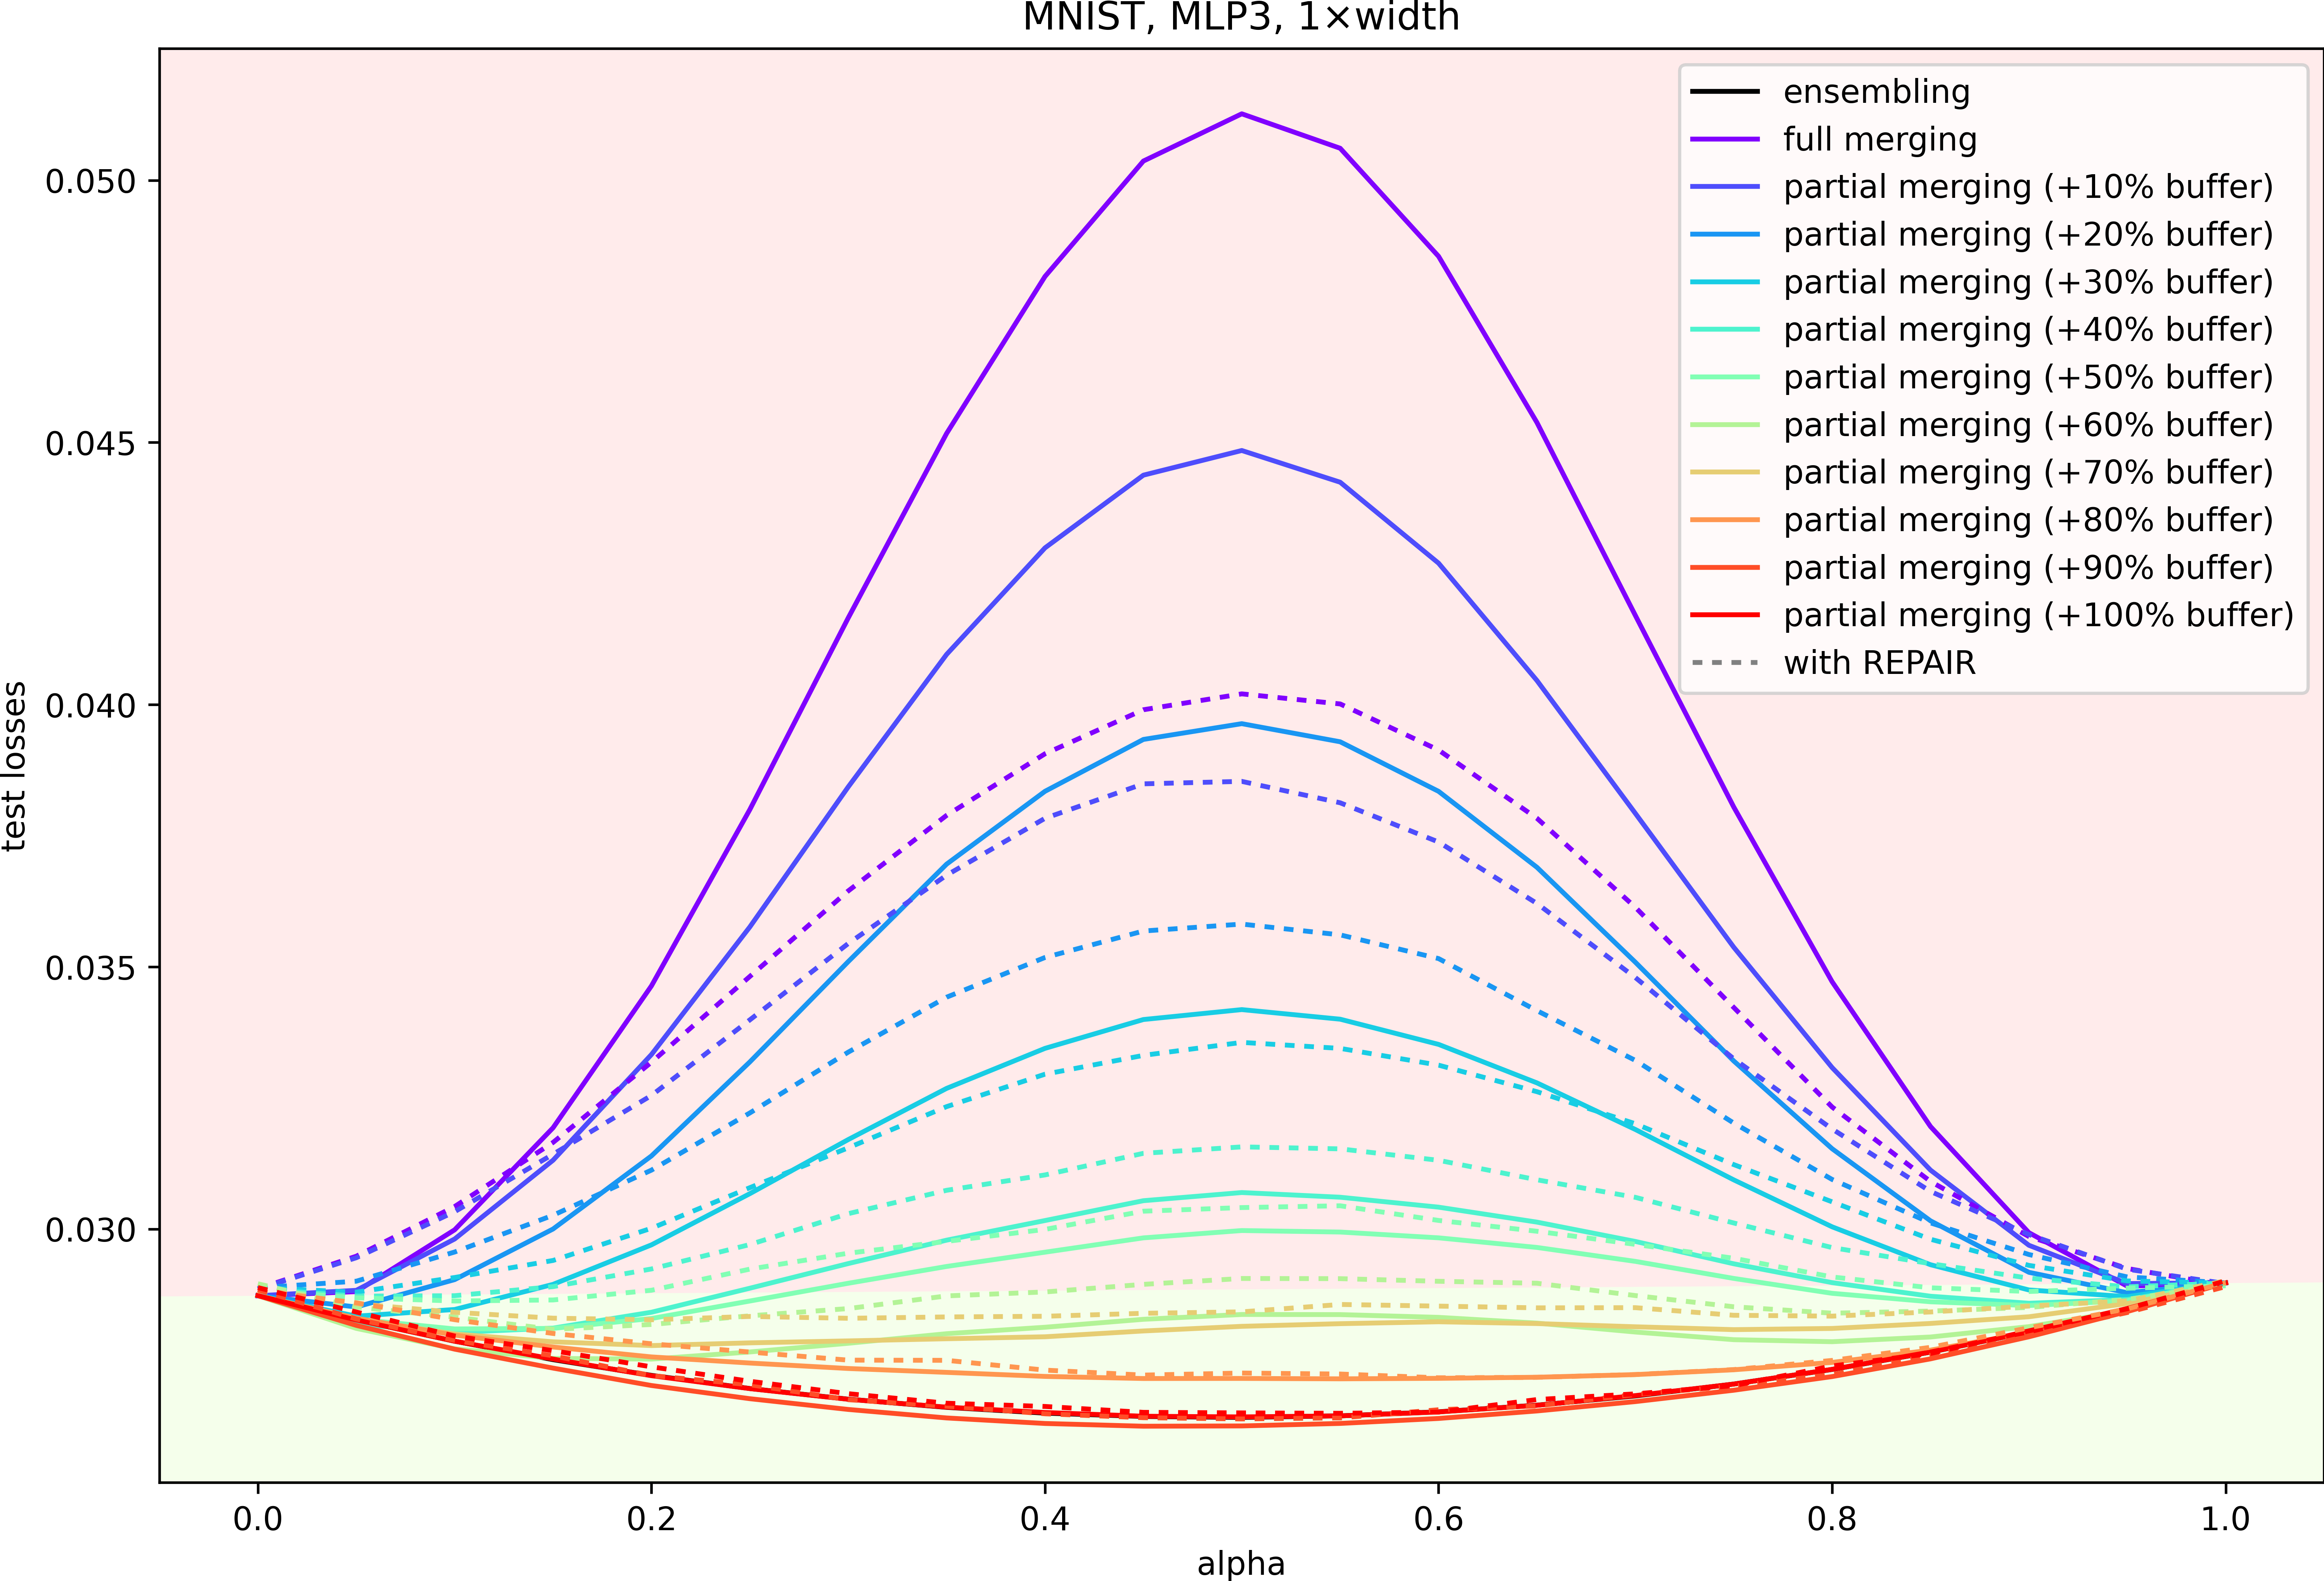 MNIST, MLP3, 1×width
ensembling
full merging
partial merging (+10% buffer)
partial merging (+20% buffer)
partial merging (+30% buffer)
partial merging (+40% buffer)
partial merging (+50% buffer)
partial merging (+60% buffer)
partial merging (+70% buffer)
partial merging (+80% buffer)
partial merging (+90% buffer)
partial merging (+100% buffer)
with REPAIR
test losses
0.050
0.045
0.040
0.035
0.030
0.0 0.2 0.4 0.6 0.8 1.0
alpha